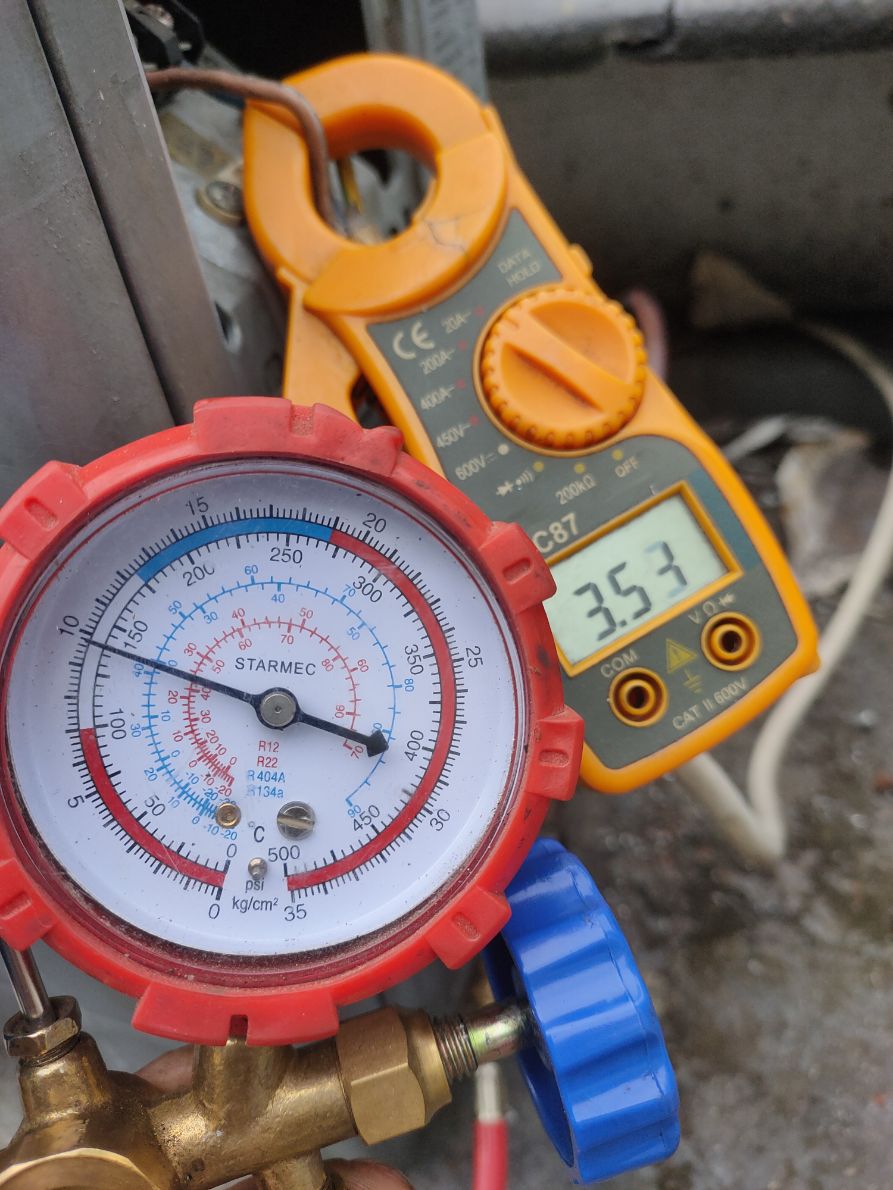 DATA
HOLD
20A~
200A~
400A~
450V~
600V⎓
200kΩ
OFF
CE
C87
3.53
COM
VΩ
CAT II 600V
STARMEC
R12
R22
R404A
R134a
°C
psi
kg/cm²
0
50
100
150
200
250
300
350
400
450
500
0
5
10
15
20
25
30
35